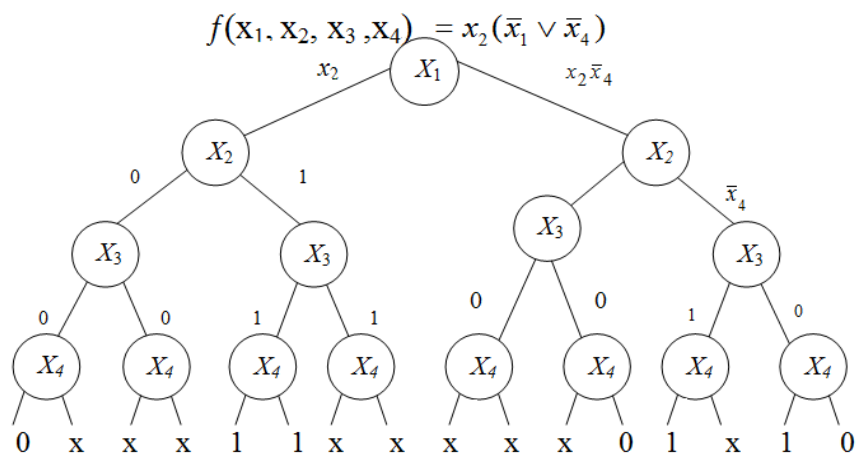 f(x₁, x₂, x₃ ,x₄) = x₂(x̄₁ ∨ x̄₄)
x₂ X₁ x₂x̄₄
X₂ X₂
0 1 x̄₄
X₃ X₃ X₃ X₃
0 0 1 1 0 0 1 0
X₄ X₄ X₄ X₄ X₄ X₄ X₄ X₄
0 x x x 1 1 x x x x x 0 1 x 1 0